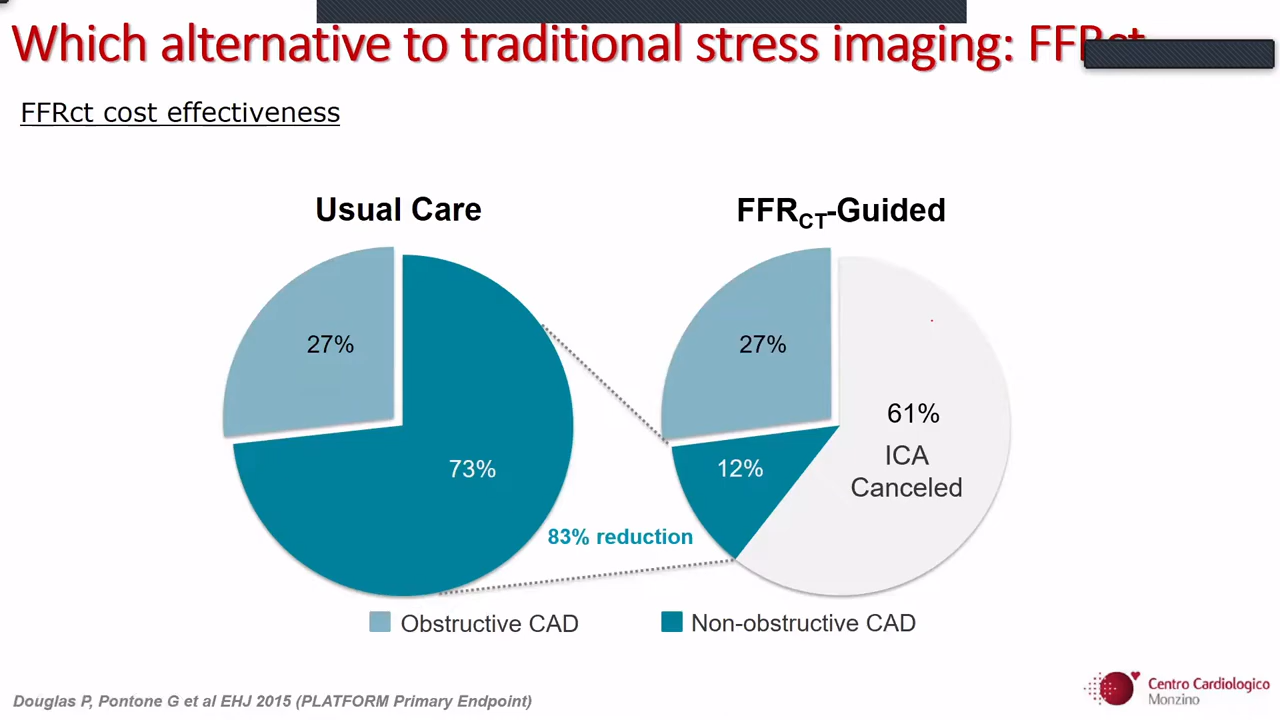 Which alternative to traditional stress imaging: FFRct
FFRct cost effectiveness
Usual Care
FFRCT-Guided
27%
73%
27%
12%
61%
ICA
Canceled
83% reduction
Obstructive CAD
Non-obstructive CAD
Douglas P, Pontone G et al EHJ 2015 (PLATFORM Primary Endpoint)
Centro Cardiologico
Monzino